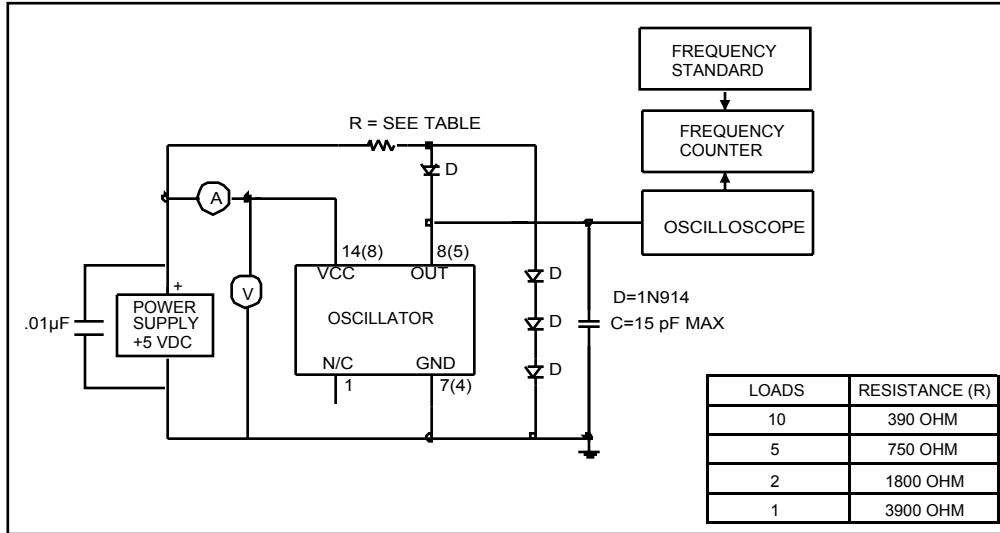 FREQUENCY
STANDARD
R = SEE TABLE
FREQUENCY
COUNTER
D
A
OSCILLOSCOPE
14(8)
8(5)
VCC
OUT
D
V
+
POWER
SUPPLY
+5 VDC
.01µF
OSCILLATOR
D=1N914
C=15 pF MAX
D
N/C
GND
D
1
7(4)
LOADS RESISTANCE (R)
10 390 OHM
5 750 OHM
2 1800 OHM
1 3900 OHM